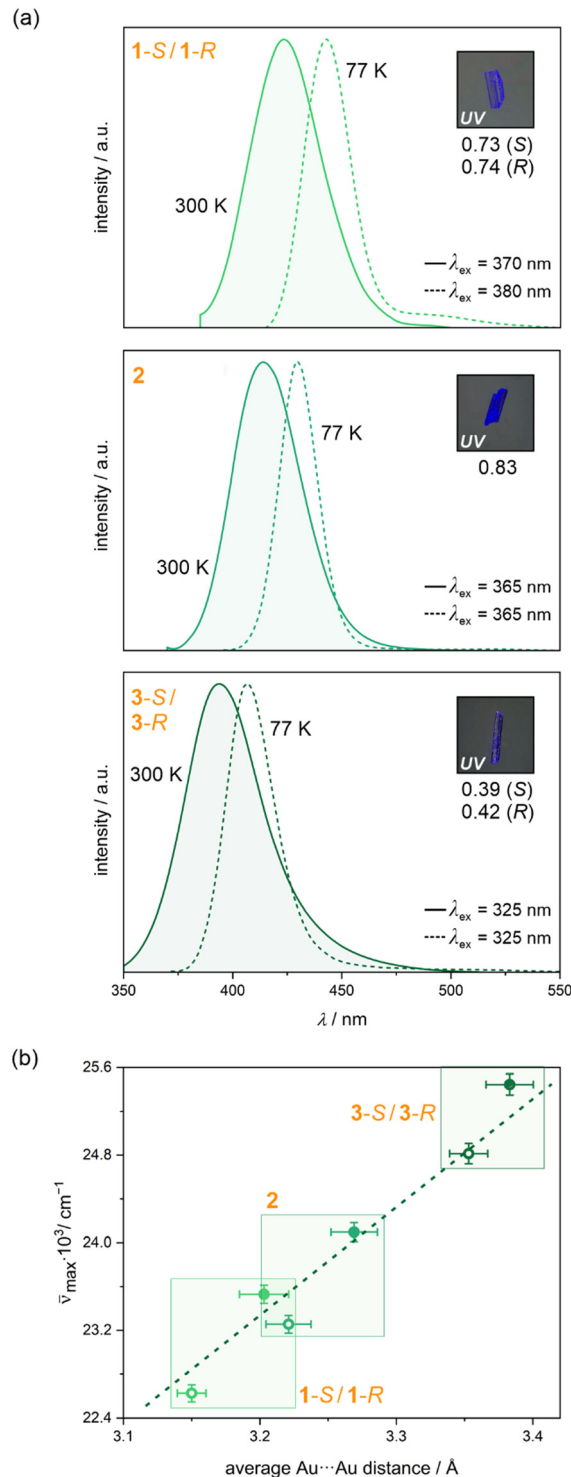 (a)
1-S/1-R
77 K
300 K
UV
0.73 (S)
0.74 (R)
λex = 370 nm
λex = 380 nm
intensity / a.u.
2
77 K
300 K
UV
0.83
λex = 365 nm
λex = 365 nm
intensity / a.u.
3-S/
3-R
77 K
300 K
UV
0.39 (S)
0.42 (R)
λex = 325 nm
λex = 325 nm
intensity / a.u.
350 400 450 500 550
λ / nm
(b)
25.6
24.8
24.0
23.2
22.4
ν̄max·10³/ cm⁻¹
3-S/3-R
2
1-S/1-R
3.1 3.2 3.3 3.4
average Au···Au distance / Å